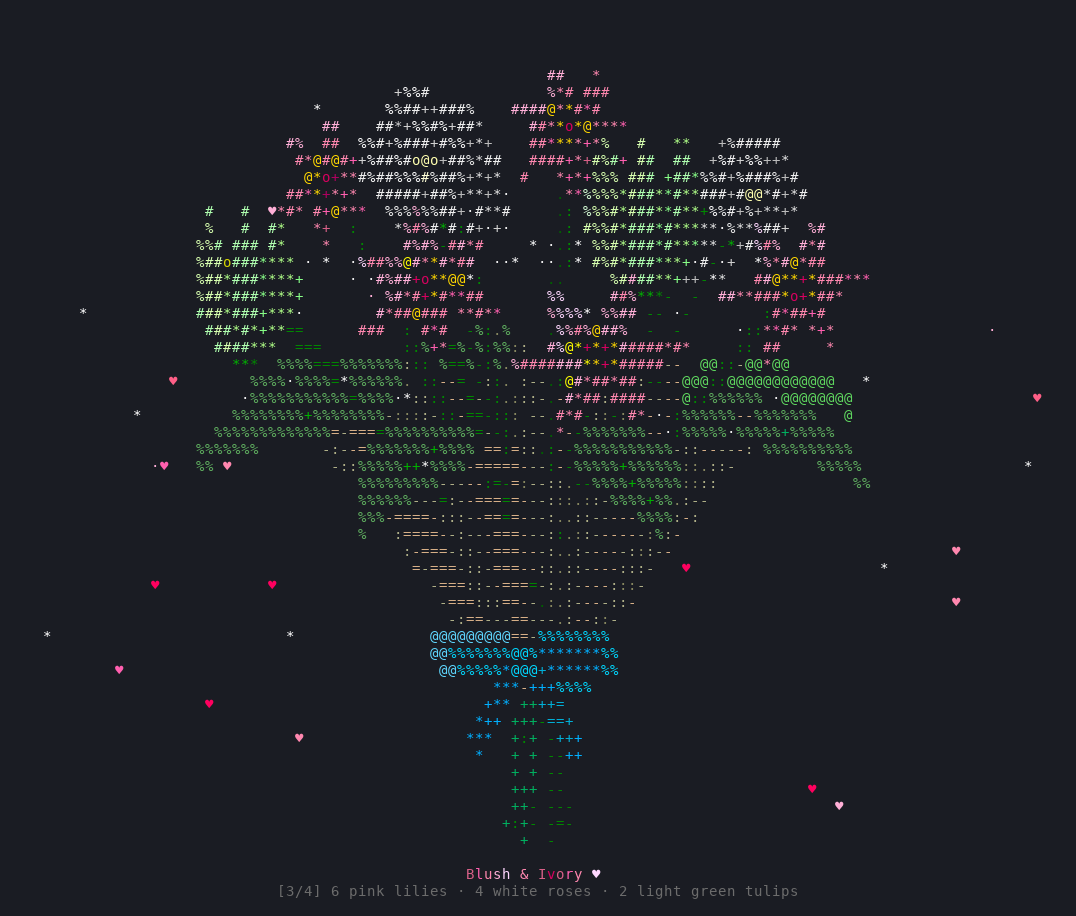 Blush & Ivory ♥
[3/4] 6 pink lilies · 4 white roses · 2 light green tulips